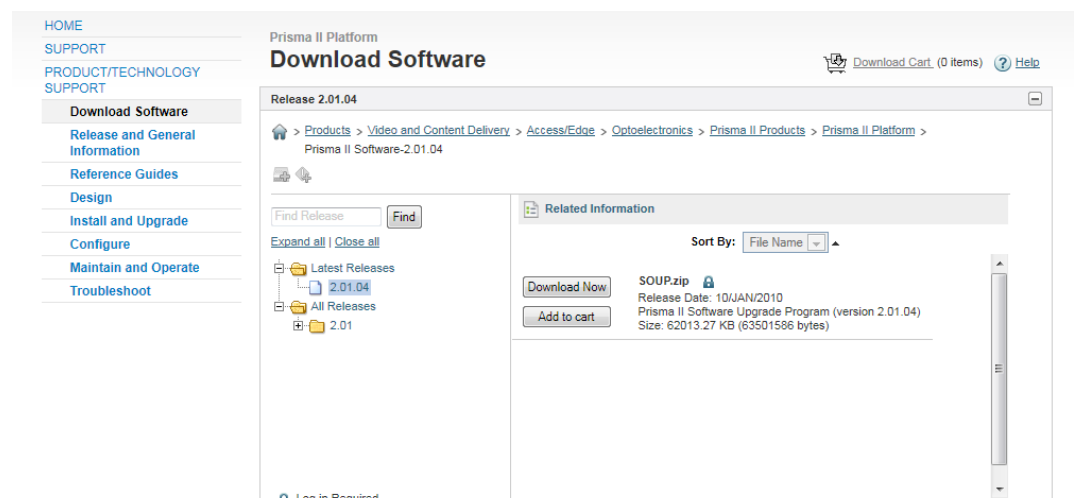 HOME
SUPPORT
PRODUCT/TECHNOLOGY
SUPPORT
Download Software
Release and General
Information
Reference Guides
Design
Install and Upgrade
Configure
Maintain and Operate
Troubleshoot
Prisma II Platform
Download Software
Download Cart (0 items) ? Help
Release 2.01.04
> Products > Video and Content Delivery > Access/Edge > Optoelectronics > Prisma II Products > Prisma II Platform >
Prisma II Software-2.01.04
Find Release Find
Expand all | Close all
Latest Releases
2.01.04
All Releases
2.01
Related Information
Sort By: File Name
Download Now
Add to cart
SOUP.zip
Release Date: 10/JAN/2010
Prisma II Software Upgrade Program (version 2.01.04)
Size: 62013.27 KB (63501586 bytes)
Log in Required